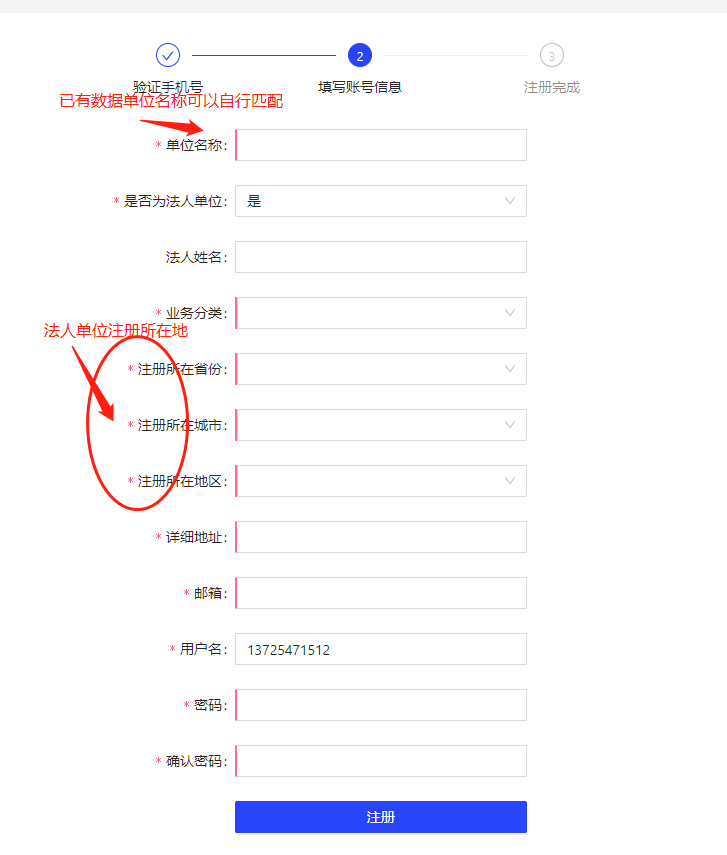 2
3
验证手机号
填写账号信息
注册完成
已有数据单位名称可以自行匹配
* 单位名称:
* 是否为法人单位: 是
法人姓名:
* 业务分类:
法人单位注册所在地
* 注册所在省份:
* 注册所在城市:
* 注册所在地区:
* 详细地址:
* 邮箱:
* 用户名: 13725471512
* 密码:
* 确认密码:
注册